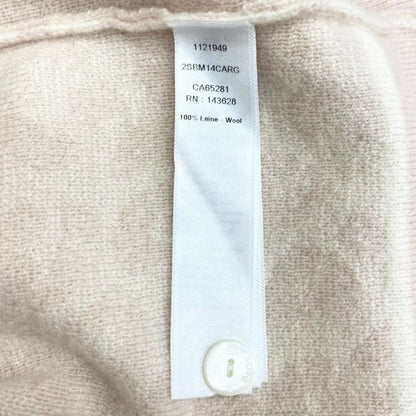 1121949
2SBM14CARG
CA65281
RN : 143628
100% Laine - Wool